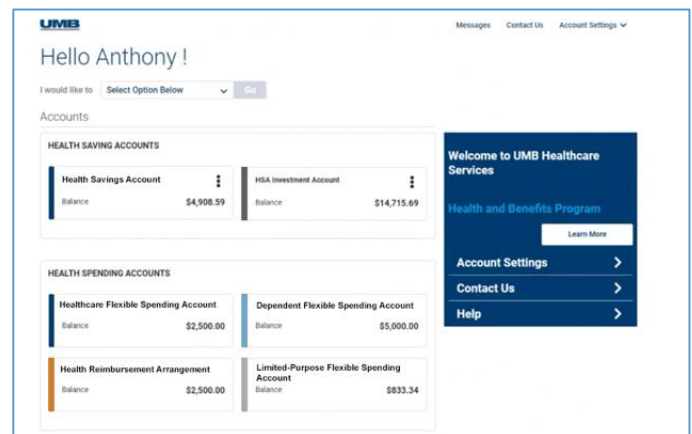 UMB
Messages Contact Us Account Settings
Hello Anthony !
I would like to Select Option Below Go
Accounts
HEALTH SAVING ACCOUNTS
Health Savings Account
Balance $4,908.59
HSA Investment Account
Balance $14,715.69
HEALTH SPENDING ACCOUNTS
Healthcare Flexible Spending Account
Balance $2,500.00
Dependent Flexible Spending Account
Balance $5,000.00
Health Reimbursement Arrangement
Balance $2,500.00
Limited-Purpose Flexible Spending
Account
Balance $833.34
Welcome to UMB Healthcare
Services
Health and Benefits Program
Learn More
Account Settings
Contact Us
Help